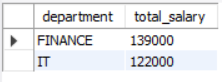 department total_salary
FINANCE 139000
IT 122000